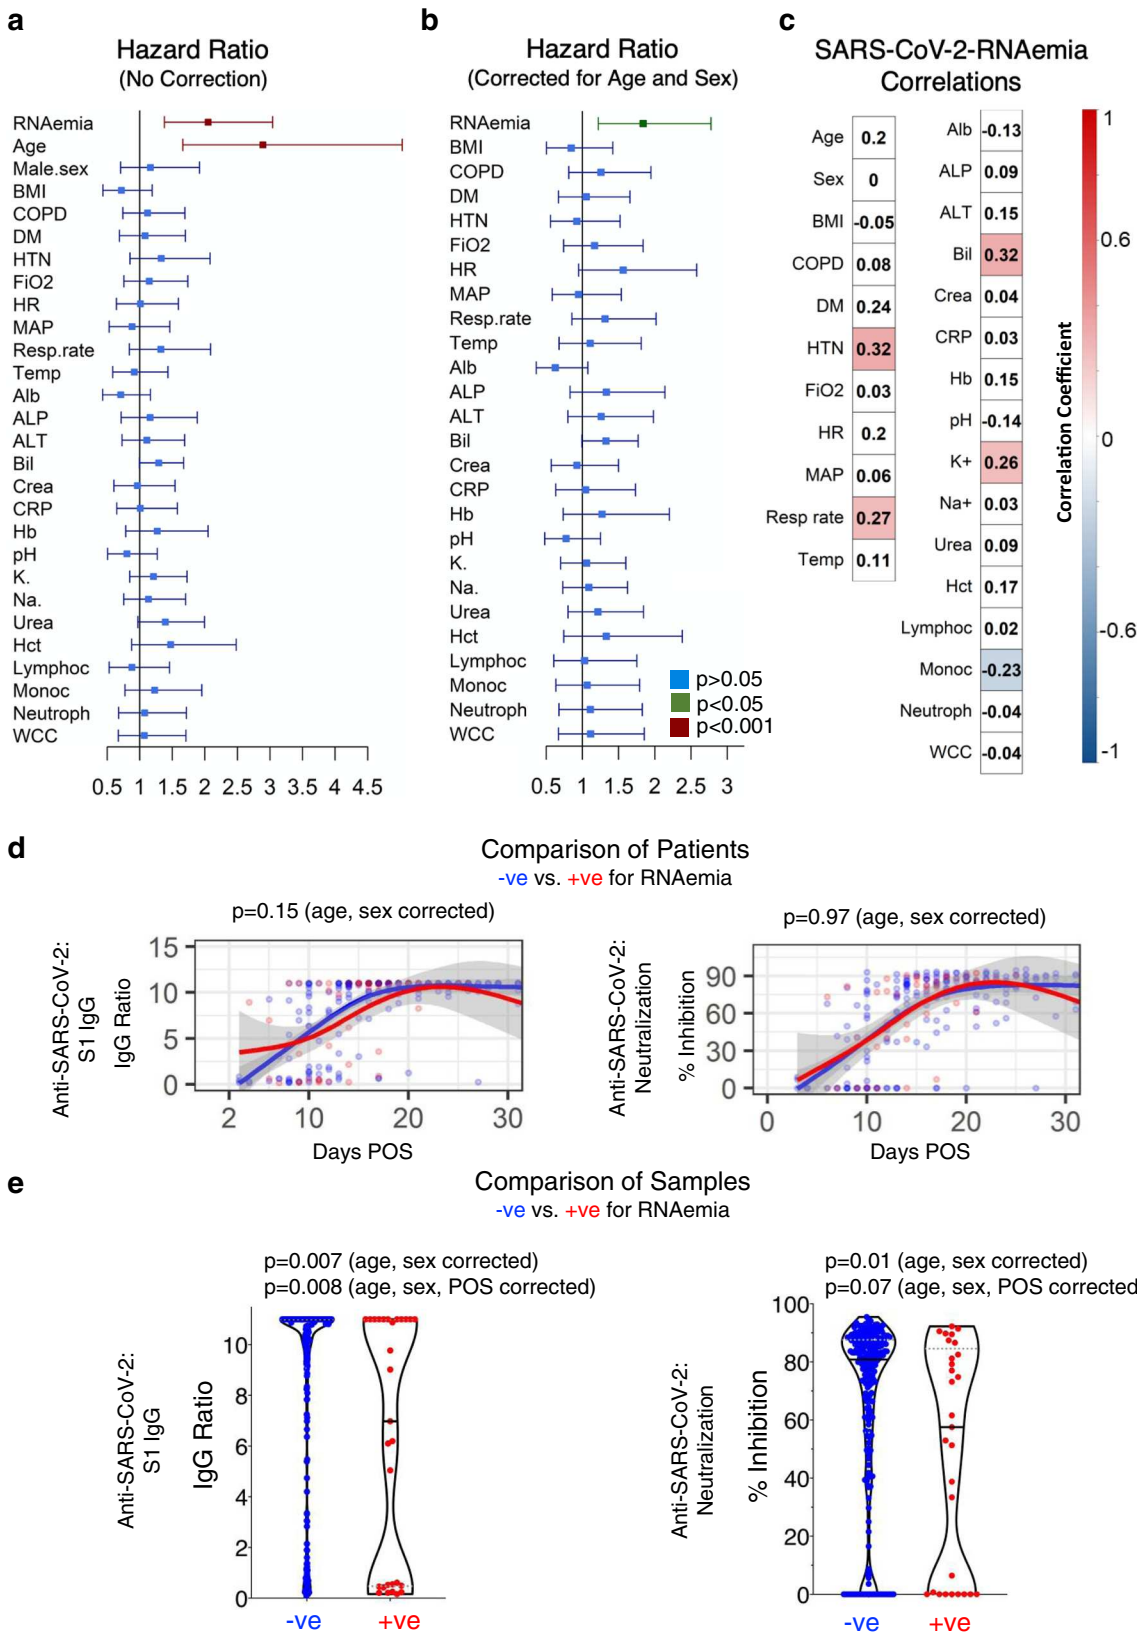 a
Hazard Ratio
(No Correction)
RNAemia
Age
Male.sex
BMI
COPD
DM
HTN
FiO2
HR
MAP
Resp.rate
Temp
Alb
ALP
ALT
Bil
Crea
CRP
Hb
pH
K.
Na.
Urea
Hct
Lymphoc
Monoc
Neutroph
WCC
0.5 1 1.5 2 2.5 3 3.5 4 4.5
b
Hazard Ratio
(Corrected for Age and Sex)
RNAemia
BMI
COPD
DM
HTN
FiO2
HR
MAP
Resp.rate
Temp
Alb
ALP
ALT
Bil
Crea
CRP
Hb
pH
K.
Na.
Urea
Hct
Lymphoc
Monoc
Neutroph
WCC
p>0.05
p<0.05
p<0.001
0.5 1 1.5 2 2.5 3
c
SARS-CoV-2-RNAemia
Correlations
Age 0.2
Sex 0
BMI -0.05
COPD 0.08
DM 0.24
HTN 0.32
FiO2 0.03
HR 0.2
MAP 0.06
Resp rate 0.27
Temp 0.11
Alb -0.13
ALP 0.09
ALT 0.15
Bil 0.32
Crea 0.04
CRP 0.03
Hb 0.15
pH -0.14
K+ 0.26
Na+ 0.03
Urea 0.09
Hct 0.17
Lymphoc 0.02
Monoc -0.23
Neutroph -0.04
WCC -0.04
1
0.6
0
-0.6
-1
Correlation Coefficient
d
Comparison of Patients
-ve vs. +ve for RNAemia
p=0.15 (age, sex corrected)
Anti-SARS-CoV-2:
S1 IgG
IgG Ratio
15
10
5
0
2 10 20 30
Days POS
p=0.97 (age, sex corrected)
Anti-SARS-CoV-2:
Neutralization
% Inhibition
90
60
30
0
0 10 20 30
Days POS
e
Comparison of Samples
-ve vs. +ve for RNAemia
p=0.007 (age, sex corrected)
p=0.008 (age, sex, POS corrected)
Anti-SARS-CoV-2:
S1 IgG
IgG Ratio
10
8
6
4
2
0
-ve +ve
p=0.01 (age, sex corrected)
p=0.07 (age, sex, POS corrected
Anti-SARS-CoV-2:
Neutralization
% Inhibition
100
80
60
40
20
0
-ve +ve